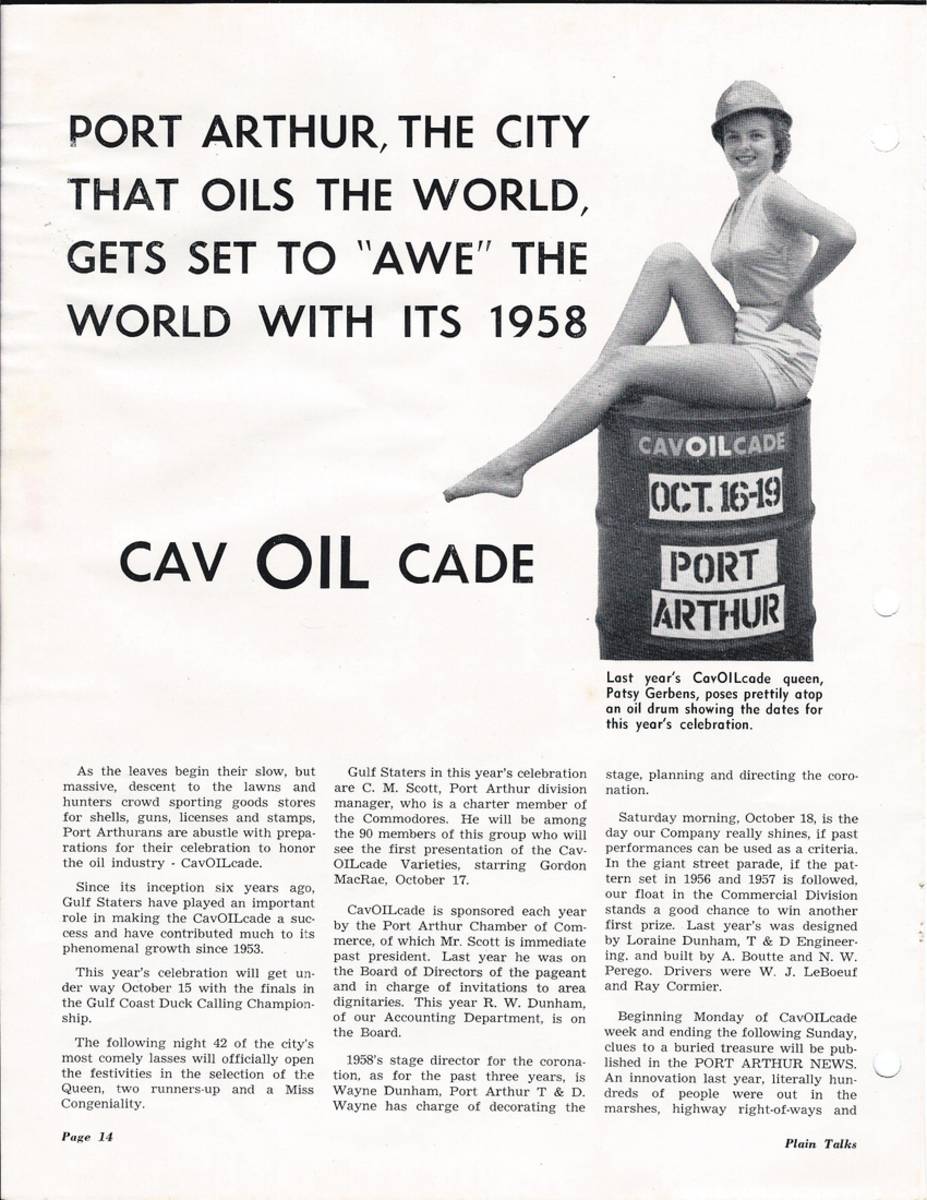 PORT ARTHUR, THE CITY
THAT OILS THE WORLD,
GETS SET TO "AWE" THE
WORLD WITH ITS 1958
CAV OIL CADE
CAVOILCADE
OCT. 16-19
PORT
ARTHUR
Last year's CavOILcade queen,
Patsy Gerbens, poses prettily atop
an oil drum showing the dates for
this year's celebration.
As the leaves begin their slow, but
massive, descent to the lawns and
hunters crowd sporting goods stores
for shells, guns, licenses and stamps,
Port Arthurans are abustle with prepa-
rations for their celebration to honor
the oil industry - CavOILcade.
Since its inception six years ago,
Gulf Staters have played an important
role in making the CavOILcade a suc-
cess and have contributed much to its
phenomenal growth since 1953.
This year's celebration will get un-
der way October 15 with the finals in
the Gulf Coast Duck Calling Champion-
ship.
The following night 42 of the city's
most comely lasses will officially open
the festivities in the selection of the
Queen, two runners-up and a Miss
Congeniality.
Gulf Staters in this year's celebration
are C. M. Scott, Port Arthur division
manager, who is a charter member of
the Commodores. He will be among
the 90 members of this group who will
see the first presentation of the Cav-
OILcade Varieties, starring Gordon
MacRae, October 17.
CavOILcade is sponsored each year
by the Port Arthur Chamber of Com-
merce, of which Mr. Scott is immediate
past president. Last year he was on
the Board of Directors of the pageant
and in charge of invitations to area
dignitaries. This year R. W. Dunham,
of our Accounting Department, is on
the Board.
1958's stage director for the corona-
tion, as for the past three years, is
Wayne Dunham, Port Arthur T & D.
Wayne has charge of decorating the
stage, planning and directing the coro-
nation.
Saturday morning, October 18, is the
day our Company really shines, if past
performances can be used as a criteria.
In the giant street parade, if the pat-
tern set in 1956 and 1957 is followed,
our float in the Commercial Division
stands a good chance to win another
first prize. Last year's was designed
by Loraine Dunham, T & D Engineer-
ing, and built by A. Boutte and N. W.
Perego. Drivers were W. J. LeBoeuf
and Ray Cormier.
Beginning Monday of CavOILcade
week and ending the following Sunday,
clues to a buried treasure will be pub-
lished in the PORT ARTHUR NEWS.
An innovation last year, literally hun-
dreds of people were out in the
marshes, highway right-of-ways and
Page 14
Plain Talks